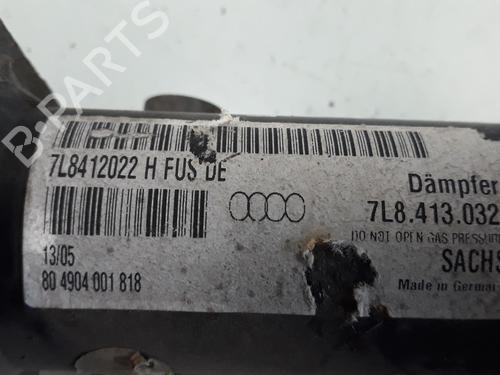 7L8412022 H FUS DE
13/05
80 4904 001 818
Dämpfer
7L8.413.032
DO NOT OPEN GAS PRESSUR
SACHS
Made in German
B-PARTS